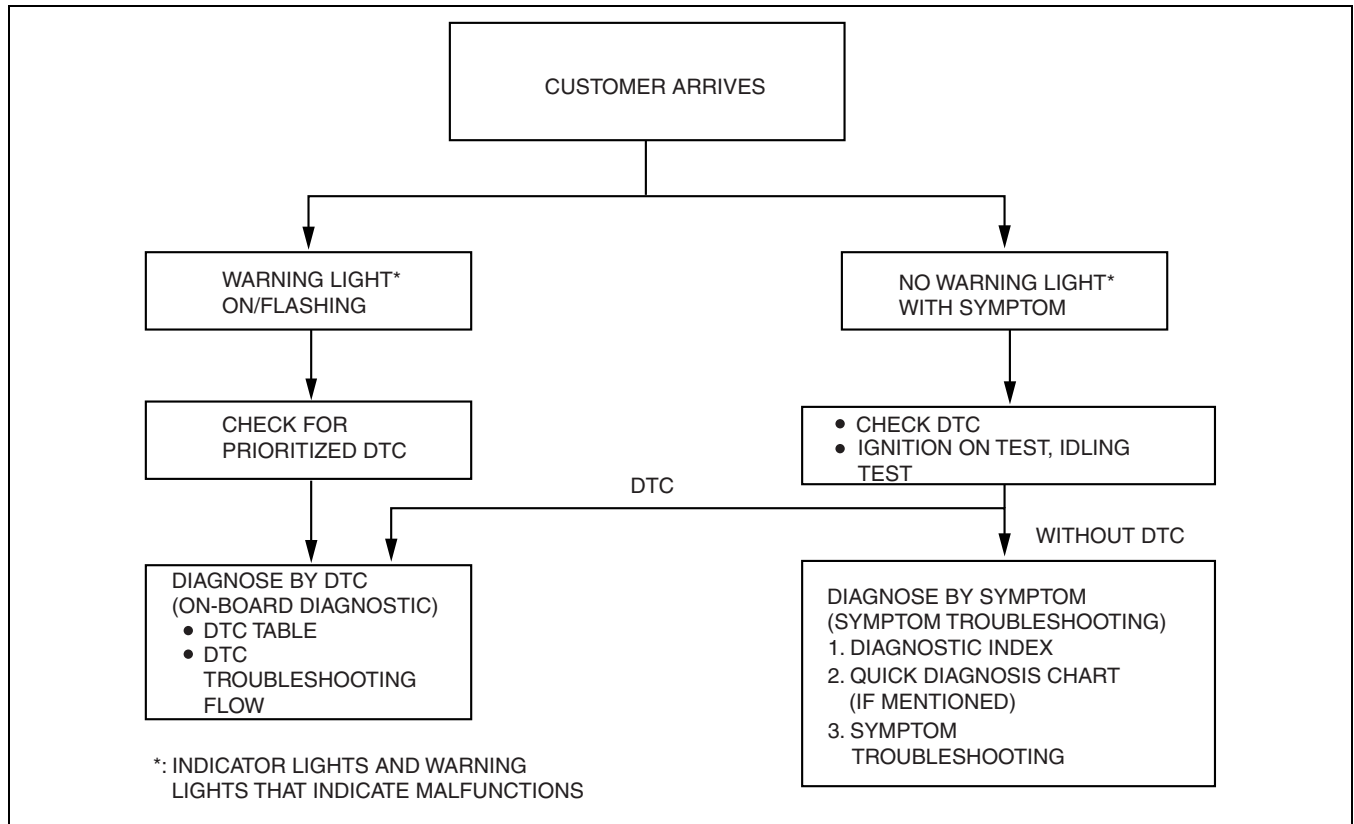 CUSTOMER ARRIVES
WARNING LIGHT*
ON/FLASHING
NO WARNING LIGHT*
WITH SYMPTOM
CHECK FOR
PRIORITIZED DTC
• CHECK DTC
• IGNITION ON TEST, IDLING
TEST
DTC
WITHOUT DTC
DIAGNOSE BY DTC
(ON-BOARD DIAGNOSTIC)
• DTC TABLE
• DTC
TROUBLESHOOTING
FLOW
DIAGNOSE BY SYMPTOM
(SYMPTOM TROUBLESHOOTING)
1. DIAGNOSTIC INDEX
2. QUICK DIAGNOSIS CHART
(IF MENTIONED)
3. SYMPTOM
TROUBLESHOOTING
*: INDICATOR LIGHTS AND WARNING
LIGHTS THAT INDICATE MALFUNCTIONS